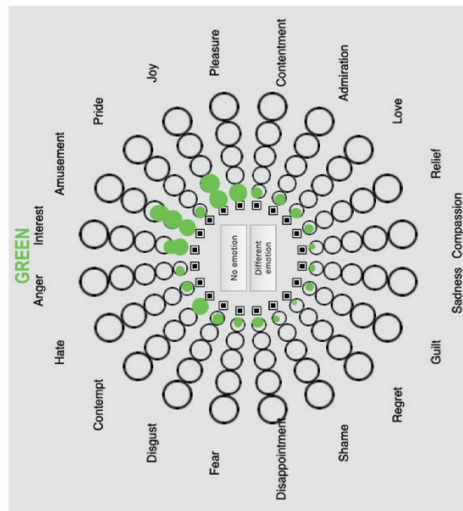 GREEN
Interest
Amusement
Pride
Joy
Pleasure
Contentment
Admiration
Love
Relief
Compassion
Sadness
Guilt
Regret
Shame
Disappointment
Fear
Disgust
Contempt
Hate
Anger
No emotion
Different
emotion